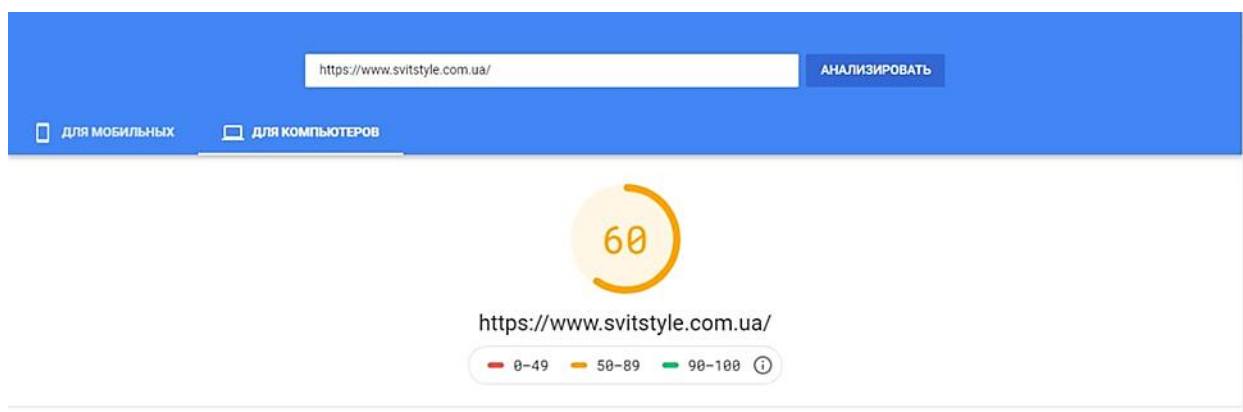 https://www.svitstyle.com.ua/ АНАЛИЗИРОВАТЬ
ДЛЯ МОБИЛЬНЫХ ДЛЯ КОМПЬЮТЕРОВ
60
https://www.svitstyle.com.ua/
0–49 50–89 90–100